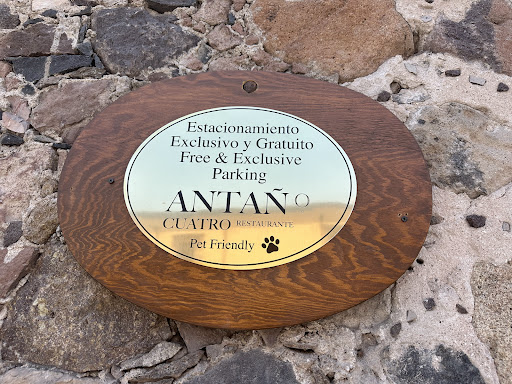 Estacionamiento
Exclusivo y Gratuito
Free & Exclusive
Parking
ANTAÑO
CUATRO RESTAURANTE
Pet Friendly